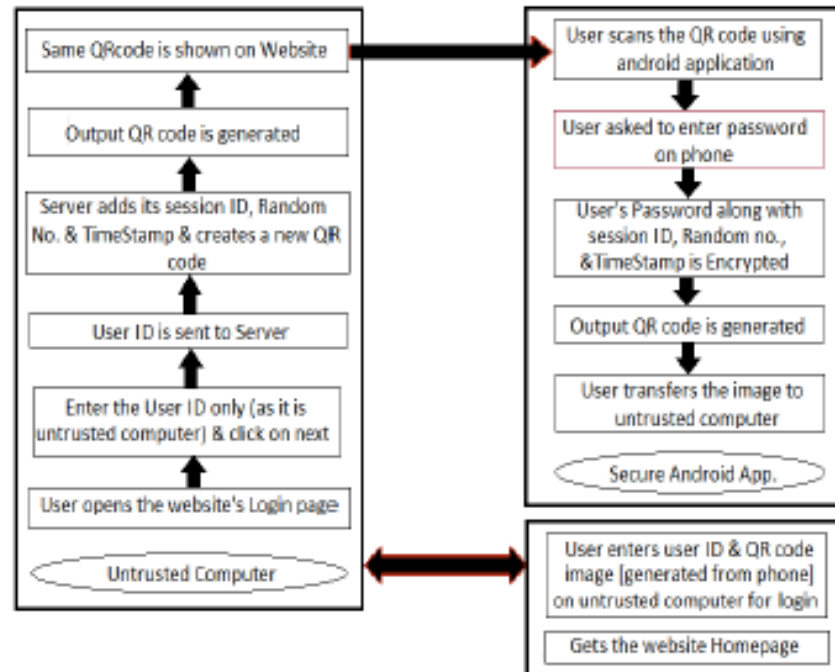 Same QRcode is shown on Website
Output QR code is generated
Server adds its session ID, Random
No. & TimeStamp & creates a new QR
code
User ID is sent to Server
Enter the User ID only (as it is
untrusted computer) & click on next
User opens the website's Login page
Untrusted Computer
User scans the QR code using
android application
User asked to enter password
on phone
User's Password along with
session ID, Random no.,
&TimeStamp is Encrypted
Output QR code is generated
User transfers the image to
untrusted computer
Secure Android App.
User enters user ID & QR code
image [generated from phone]
on untrusted computer for login
Gets the website Homepage